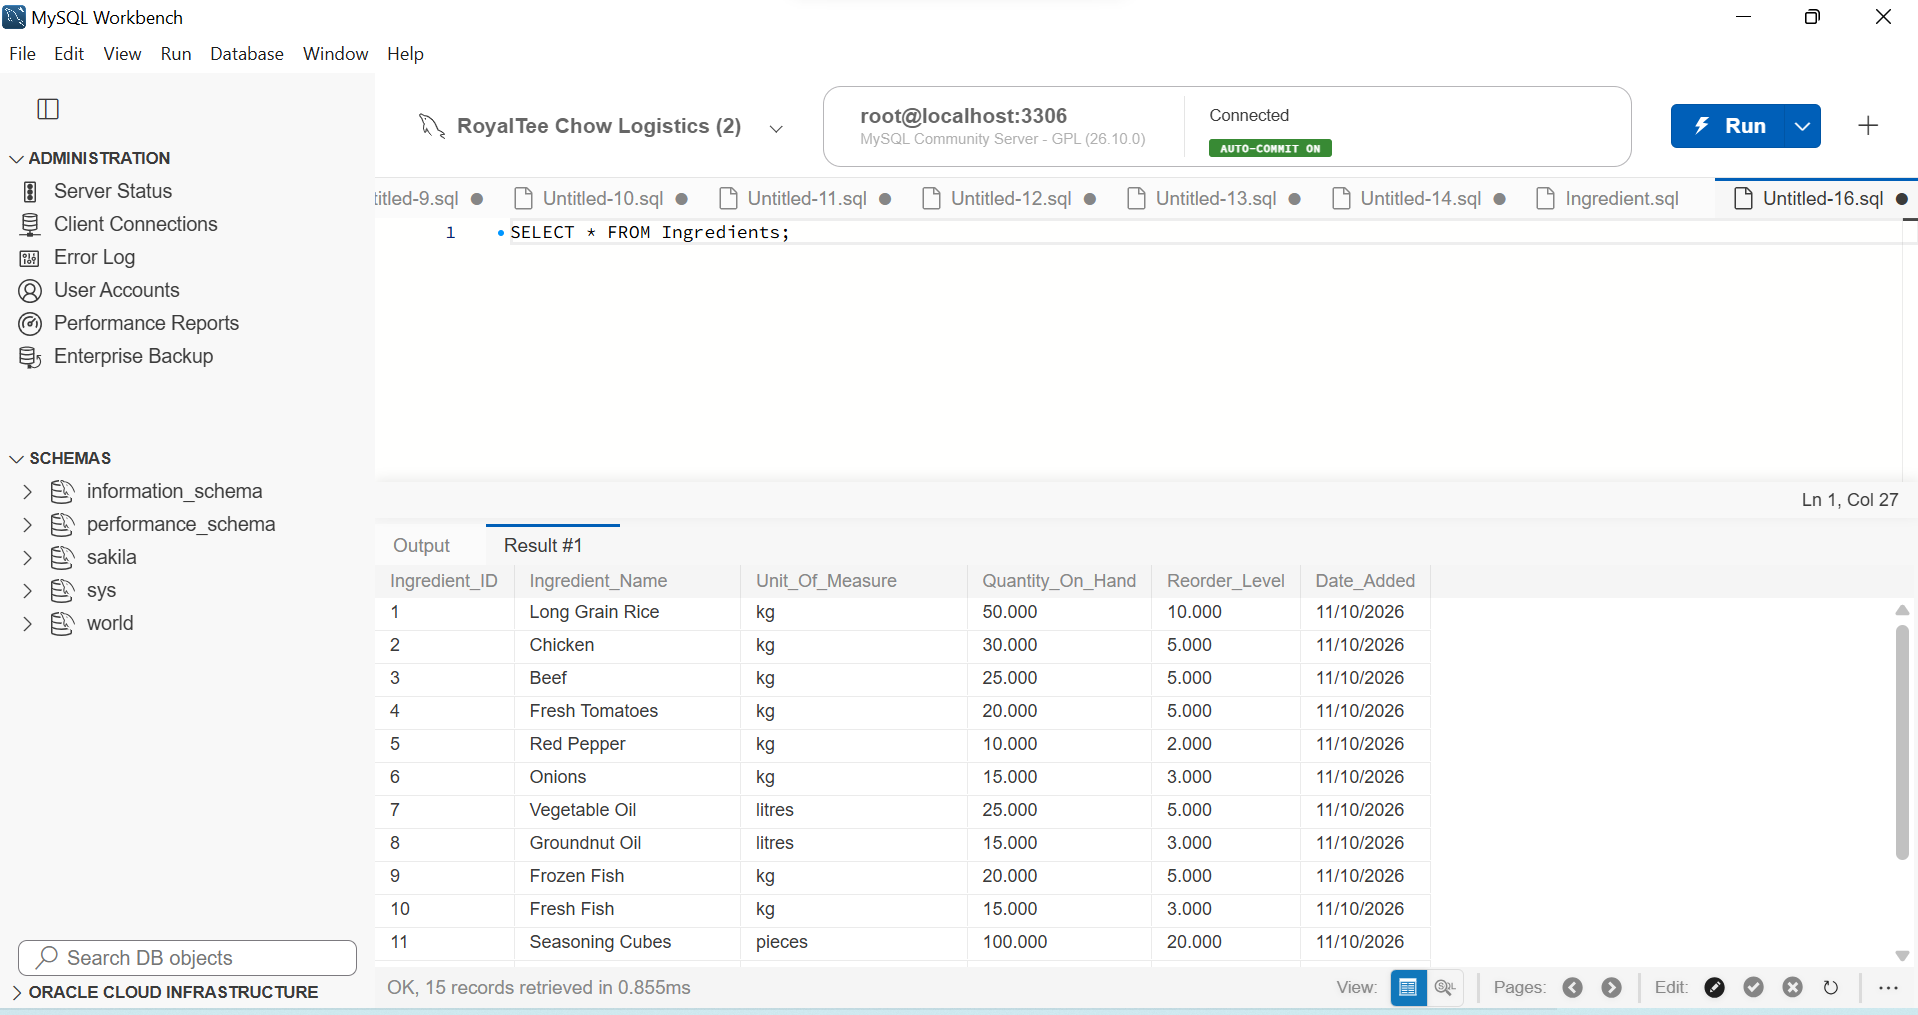 MySQL Workbench
File Edit View Run Database Window Help
RoyalTee Chow Logistics (2)
root@localhost:3306
MySQL Community Server - GPL (26.10.0)
Connected
AUTO-COMMIT ON
Run
ADMINISTRATION
Server Status
Client Connections
Error Log
User Accounts
Performance Reports
Enterprise Backup
SCHEMAS
information_schema
performance_schema
sakila
sys
world
Search DB objects
ORACLE CLOUD INFRASTRUCTURE
titled-9.sql Untitled-10.sql Untitled-11.sql Untitled-12.sql Untitled-13.sql Untitled-14.sql Ingredient.sql Untitled-16.sql
1 SELECT * FROM Ingredients;
Ln 1, Col 27
Output Result #1
Ingredient_ID Ingredient_Name Unit_Of_Measure Quantity_On_Hand Reorder_Level Date_Added
1 Long Grain Rice kg 50.000 10.000 11/10/2026
2 Chicken kg 30.000 5.000 11/10/2026
3 Beef kg 25.000 5.000 11/10/2026
4 Fresh Tomatoes kg 20.000 5.000 11/10/2026
5 Red Pepper kg 10.000 2.000 11/10/2026
6 Onions kg 15.000 3.000 11/10/2026
7 Vegetable Oil litres 25.000 5.000 11/10/2026
8 Groundnut Oil litres 15.000 3.000 11/10/2026
9 Frozen Fish kg 20.000 5.000 11/10/2026
10 Fresh Fish kg 15.000 3.000 11/10/2026
11 Seasoning Cubes pieces 100.000 20.000 11/10/2026
OK, 15 records retrieved in 0.855ms
View: SQL Pages: Edit: